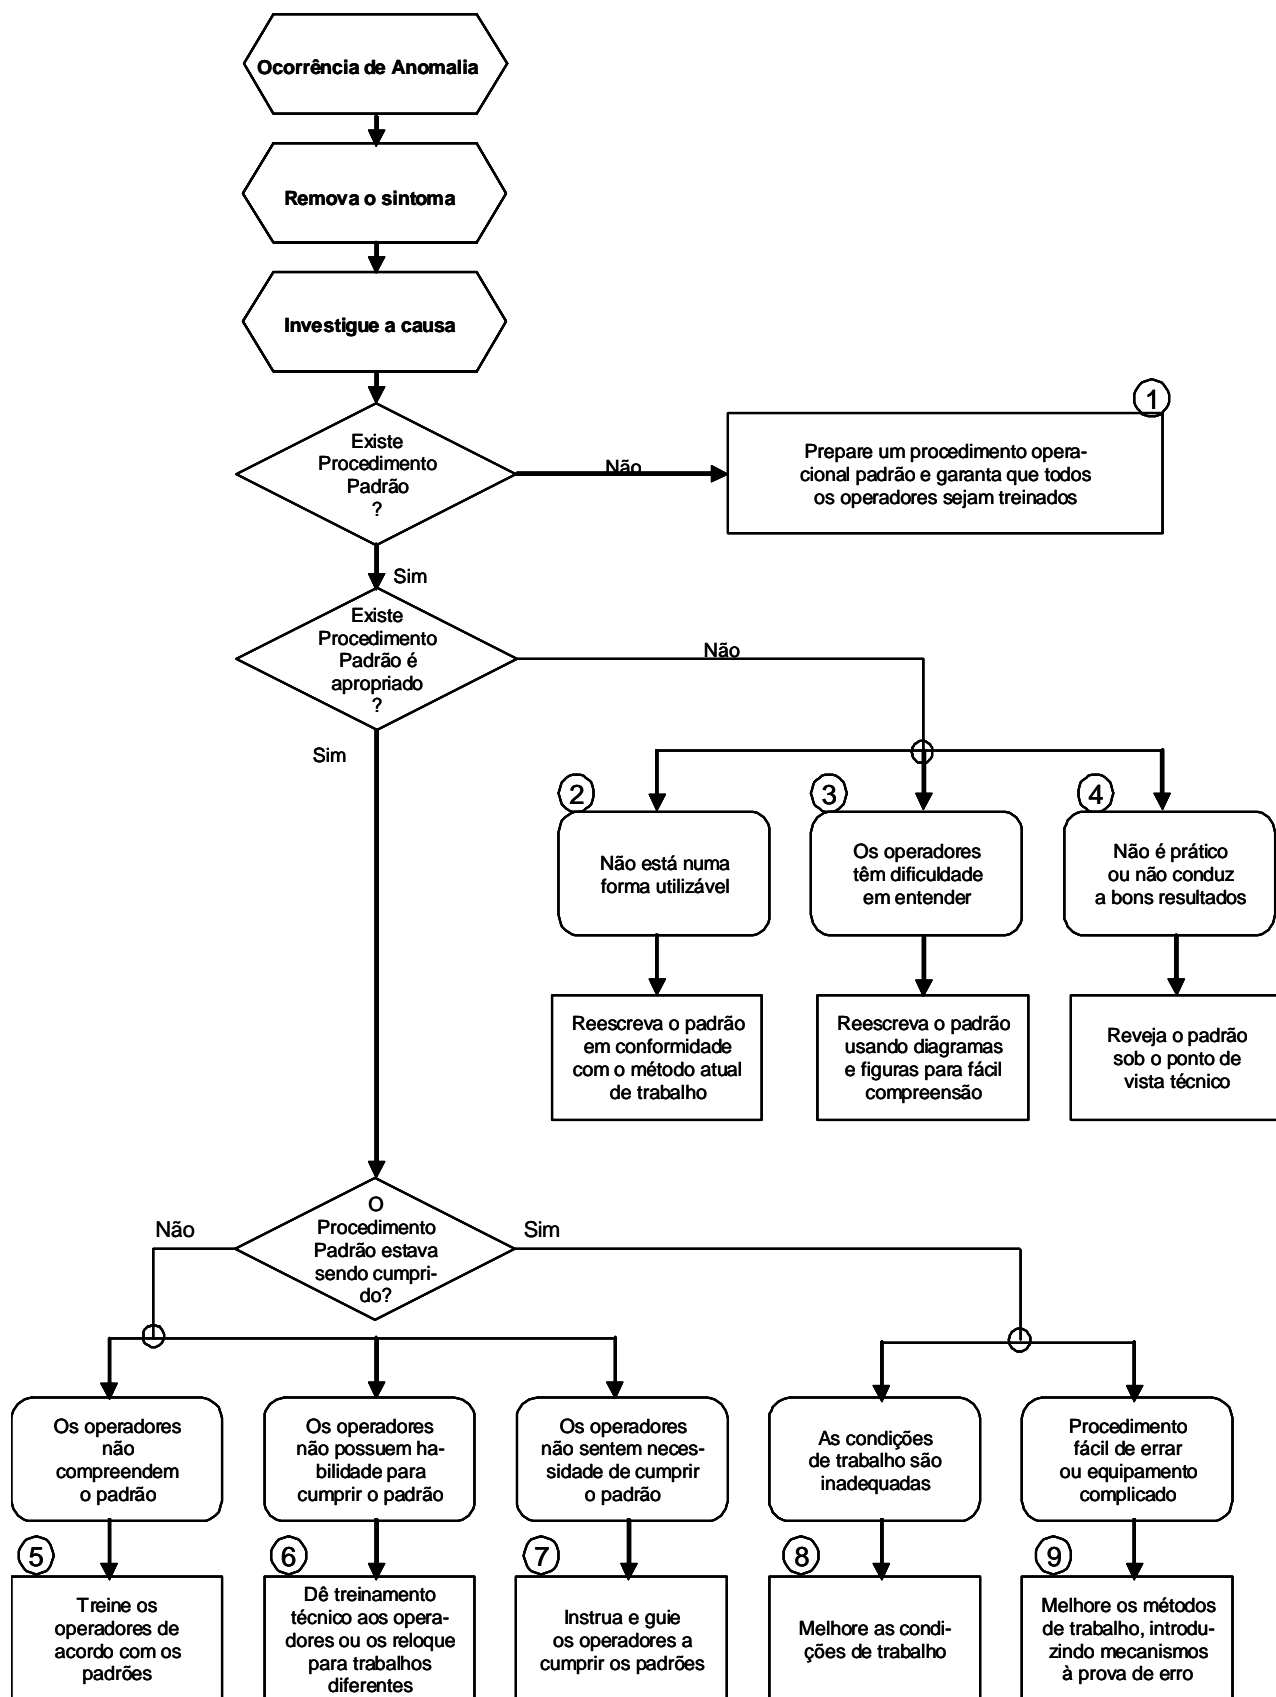 Ocorrência de Anomalia
Remova o sintoma
Investigue a causa
Existe
Procedimento
Padrão
?
Não
1
Prepare um procedimento opera-
cional padrão e garanta que todos
os operadores sejam treinados
Sim
Existe
Procedimento
Padrão é
apropriado
?
Não
Sim
2
Não está numa
forma utilizável
3
Os operadores
têm dificuldade
em entender
4
Não é prático
ou não conduz
a bons resultados
Reescreva o padrão
em conformidade
com o método atual
de trabalho
Reescreva o padrão
usando diagramas
e figuras para fácil
compreensão
Reveja o padrão
sob o ponto de
vista técnico
O
Procedimento
Padrão estava
sendo cumpri-
do?
Não
Sim
Os operadores
não
compreendem
o padrão
Os operadores
não possuem ha-
bilidade para
cumprir o padrão
Os operadores
não sentem neces-
sidade de cumprir
o padrão
As condições
de trabalho são
inadequadas
Procedimento
fácil de errar
ou equipamento
complicado
5
Treine os
operadores de
acordo com os
padrões
6
Dê treinamento
técnico aos opera-
dores ou os reloque
para trabalhos
diferentes
7
Instrua e guie
os operadores a
cumprir os padrões
8
Melhore as condi-
ções de trabalho
9
Melhore os métodos
de trabalho, introdu-
zindo mecanismos
à prova de erro